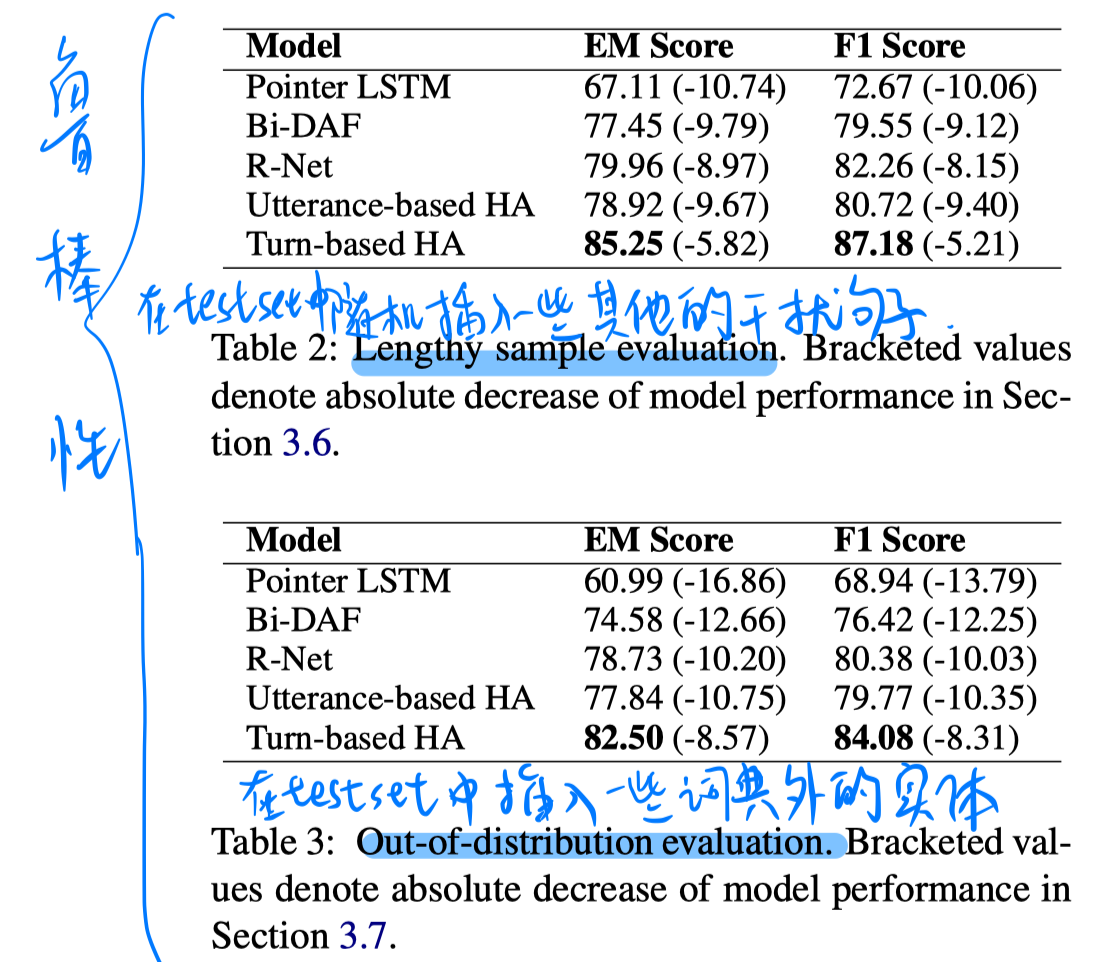 鲁棒性
Model EM Score F1 Score
Pointer LSTM 67.11 (-10.74) 72.67 (-10.06)
Bi-DAF 77.45 (-9.79) 79.55 (-9.12)
R-Net 79.96 (-8.97) 82.26 (-8.15)
Utterance-based HA 78.92 (-9.67) 80.72 (-9.40)
Turn-based HA 85.25 (-5.82) 87.18 (-5.21)
在testset中随机插入一些其他的干扰句子.
Table 2: Lengthy sample evaluation. Bracketed values
denote absolute decrease of model performance in Sec-
tion 3.6.
Model EM Score F1 Score
Pointer LSTM 60.99 (-16.86) 68.94 (-13.79)
Bi-DAF 74.58 (-12.66) 76.42 (-12.25)
R-Net 78.73 (-10.20) 80.38 (-10.03)
Utterance-based HA 77.84 (-10.75) 79.77 (-10.35)
Turn-based HA 82.50 (-8.57) 84.08 (-8.31)
在testset中插入一些词典外的实体
Table 3: Out-of-distribution evaluation. Bracketed val-
ues denote absolute decrease of model performance in
Section 3.7.